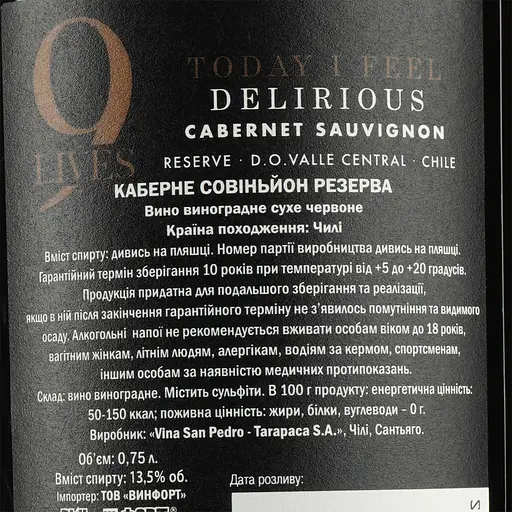 9
LIVES
TODAY I FEEL
DELIRIOUS
CABERNET SAUVIGNON
RESERVE · D.O.VALLE CENTRAL · CHILE
КАБЕРНЕ СОВІНЬЙОН РЕЗЕРВА
Вино виноградне сухе червоне
Країна походження: Чилі
Вміст спирту: дивись на пляшці. Номер партії виробництва дивись на пляшці.
Гарантійний термін зберігання 10 років при температурі від +5 до +20 градусів.
Продукція придатна для подальшого зберігання та реалізації,
якщо в ній після закінчення гарантійного терміну не з’явилось помутніння та видимого
осаду. Алкогольні напої не рекомендується вживати особам віком до 18 років,
вагітним жінкам, літнім людям, алергікам, водіям за кермом, спортсменам,
іншим особам за наявністю медичних протипоказань.
Склад: вино виноградне. Містить сульфіти. В 100 г продукту: енергетична цінність:
50-150 ккал; поживна цінність: жири, білки, вуглеводи – 0 г.
Виробник: «Vina San Pedro - Tarapaca S.A.», Чілі, Сантьяго.
Об’єм: 0,75 л.
Вміст спирту: 13,5% об.
Імпортер: ТОВ «ВИНФОРТ»
Дата розливу: